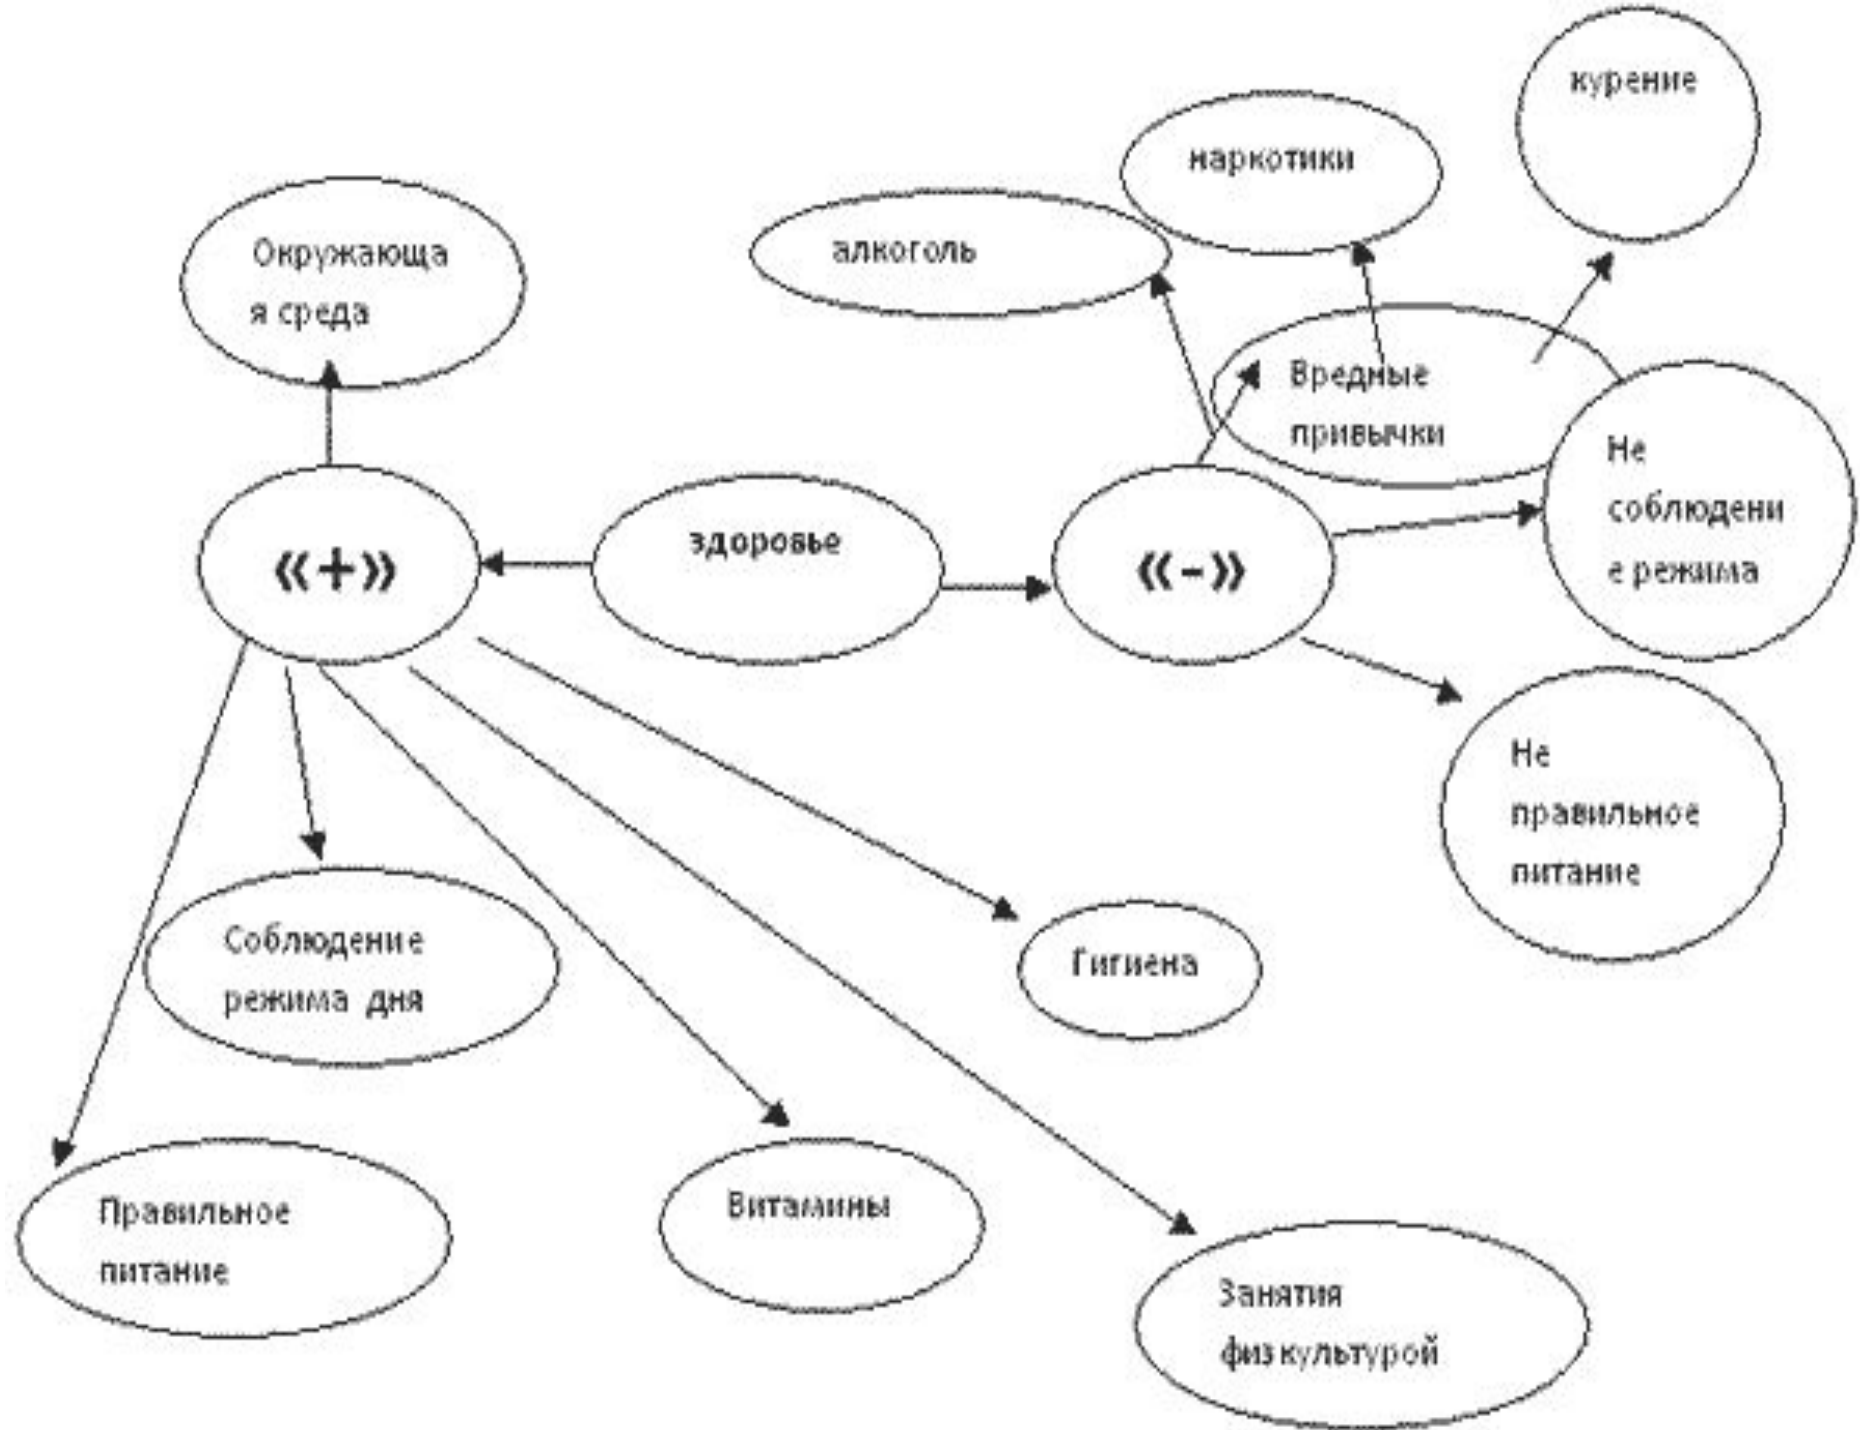 курение
наркотики
алкоголь
Окружающа
я среда
Вредные
привычки
Не
соблюдени
е режима
«+»
здоровье
«-»
Не
правильное
питание
Соблюдение
режима дня
Гигиена
Правильное
питание
Витамины
Занятия
физкультурой